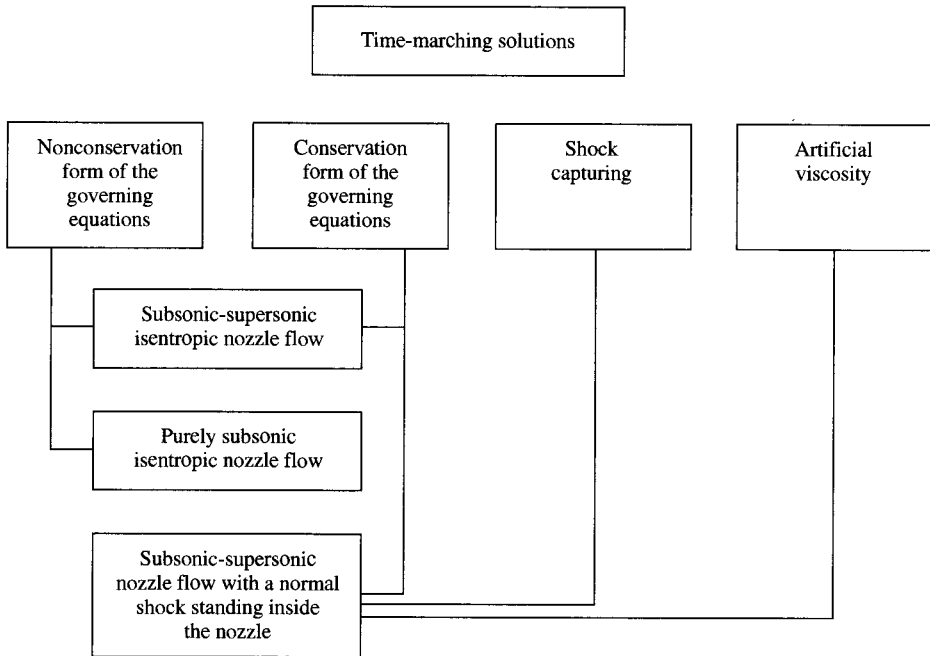 Time-marching solutions
Nonconservation
form of the
governing
equations
Conservation
form of the
governing
equations
Shock
capturing
Artificial
viscosity
Subsonic-supersonic
isentropic nozzle flow
Purely subsonic
isentropic nozzle flow
Subsonic-supersonic
nozzle flow with a normal
shock standing inside
the nozzle